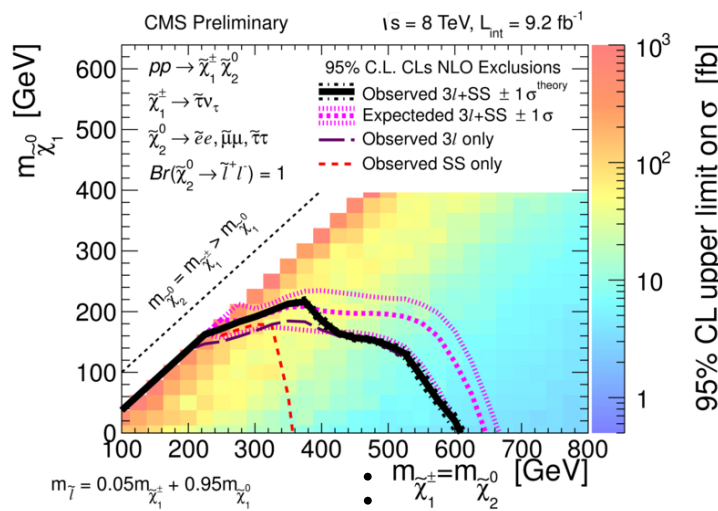 CMS Preliminary
√s = 8 TeV, L_int = 9.2 fb⁻¹
pp → χ̃₁± χ̃₂⁰
χ̃₁± → τ̃ν_τ
χ̃₂⁰ → ẽe, μ̃μ, τ̃τ
Br(χ̃₂⁰ → l̃⁺l⁻) = 1
95% C.L. CLs NLO Exclusions
Observed 3l+SS ± 1σ^theory
Expecteded 3l+SS ± 1σ
Observed 3l only
Observed SS only
m_χ̃₂⁰ = m_χ̃₁± > m_χ̃₁⁰
m_χ̃₁⁰ [GeV]
600
500
400
300
200
100
0
100 200 300 400 500 600 700 800
m_χ̃₁± = m_χ̃₂⁰ [GeV]
m_l̃ = 0.05m_χ̃₁± + 0.95m_χ̃₁⁰
10³
10²
10
1
95% CL upper limit on σ [fb]